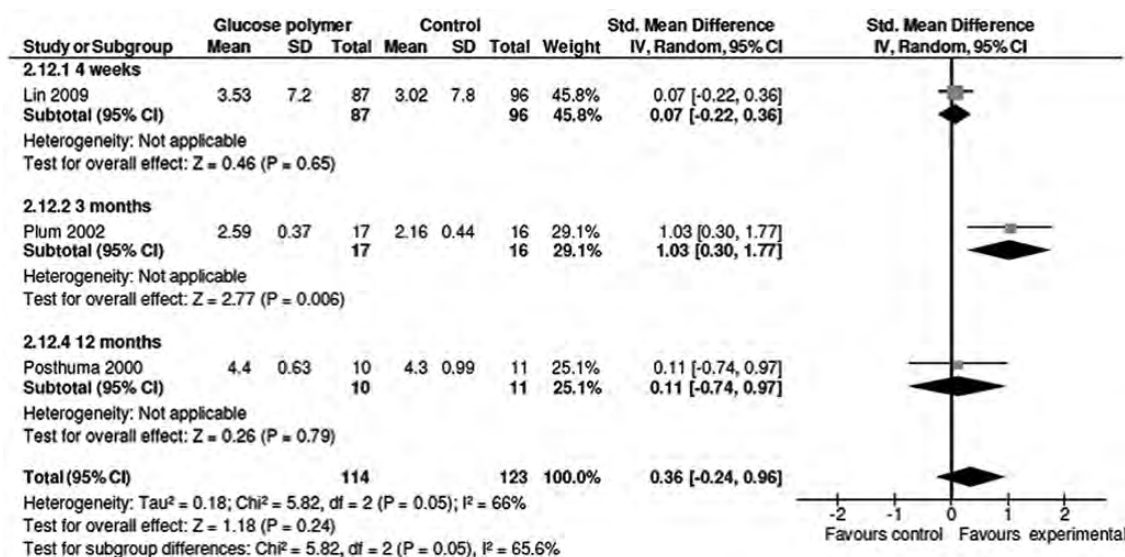 Glucose polymer Control Std. Mean Difference Std. Mean Difference
Study or Subgroup Mean SD Total Mean SD Total Weight IV, Random, 95% CI IV, Random, 95% CI
2.12.1 4 weeks
Lin 2009 3.53 7.2 87 3.02 7.8 96 45.8% 0.07 [-0.22, 0.36]
Subtotal (95% CI) 87 96 45.8% 0.07 [-0.22, 0.36]
Heterogeneity: Not applicable
Test for overall effect: Z = 0.46 (P = 0.65)
2.12.2 3 months
Plum 2002 2.59 0.37 17 2.16 0.44 16 29.1% 1.03 [0.30, 1.77]
Subtotal (95% CI) 17 16 29.1% 1.03 [0.30, 1.77]
Heterogeneity: Not applicable
Test for overall effect: Z = 2.77 (P = 0.006)
2.12.4 12 months
Posthuma 2000 4.4 0.63 10 4.3 0.99 11 25.1% 0.11 [-0.74, 0.97]
Subtotal (95% CI) 10 11 25.1% 0.11 [-0.74, 0.97]
Heterogeneity: Not applicable
Test for overall effect: Z = 0.26 (P = 0.79)
Total (95% CI) 114 123 100.0% 0.36 [-0.24, 0.96]
Heterogeneity: Tau² = 0.18; Chi² = 5.82, df = 2 (P = 0.05); I² = 66%
Test for overall effect: Z = 1.18 (P = 0.24)
Test for subgroup differences: Chi² = 5.82, df = 2 (P = 0.05), I² = 65.6%
-2 -1 0 1 2
Favours control Favours experimental